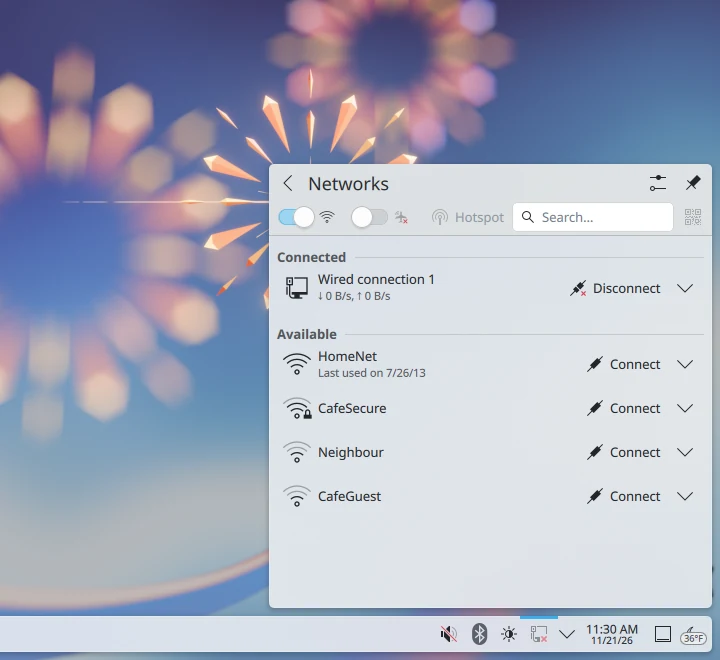 Networks
Hotspot
Search...
Connected
Wired connection 1
Disconnect
↓ 0 B/s, ↑ 0 B/s
Available
HomeNet
Connect
Last used on 7/26/13
CafeSecure
Connect
Neighbour
Connect
CafeGuest
Connect
11:30 AM
11/21/26
36°F